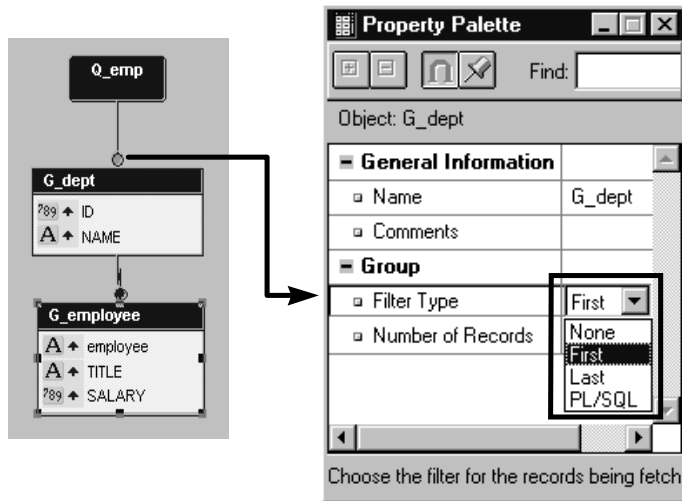 Q_emp
G_dept
789 ID
A NAME
G_employee
A employee
A TITLE
789 SALARY
Property Palette
Find:
Object: G_dept
General Information
Name G_dept
Comments
Group
Filter Type First
Number of Records
None
First
Last
PL/SQL
Choose the filter for the records being fetch